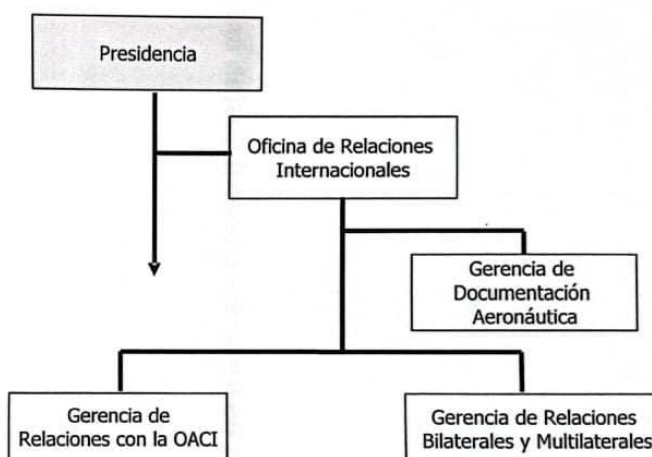 Presidencia
Oficina de Relaciones
Internacionales
Gerencia de
Documentación
Aeronáutica
Gerencia de
Relaciones con la OACI
Gerencia de Relaciones
Bilaterales y Multilaterales